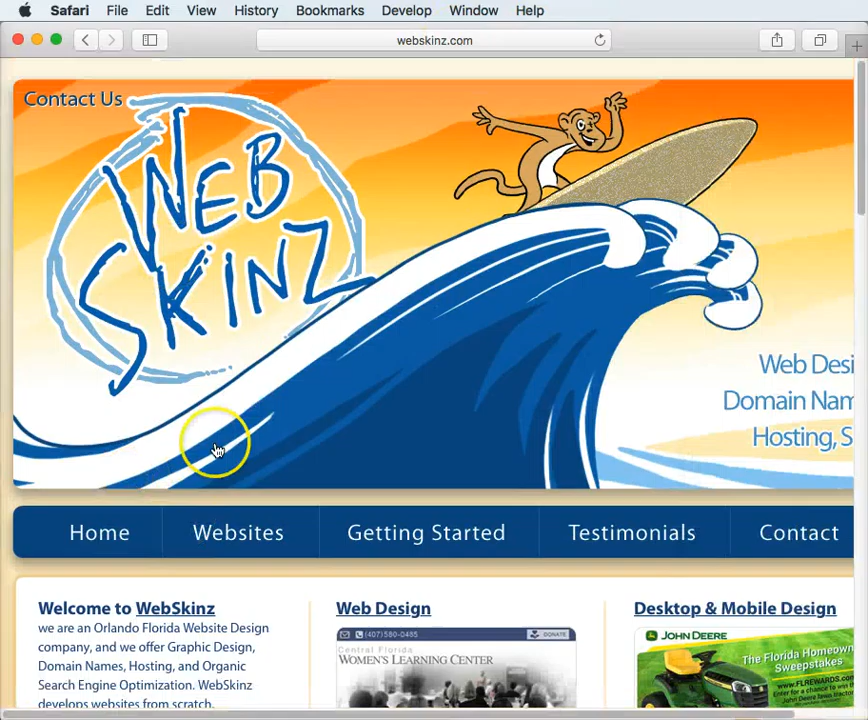 Safari File Edit View History Bookmarks Develop Window Help
webskinz.com
Contact Us
WEB
SKINZ
Web Desi
Domain Nam
Hosting, S
Home Websites Getting Started Testimonials Contact
Welcome to WebSkinz
we are an Orlando Florida Website Design
company, and we offer Graphic Design,
Domain Names, Hosting, and Organic
Search Engine Optimization. WebSkinz
develops websites from scratch.
Web Design
(407)580-0485 DONATE
Central Florida
WOMEN'S LEARNING CENTER
Desktop & Mobile Design
JOHN DEERE
The Florida Homeown
Sweepstakes
www.FLREWARDS.com
Enter for a chance to win th
John Deere lawn tractor